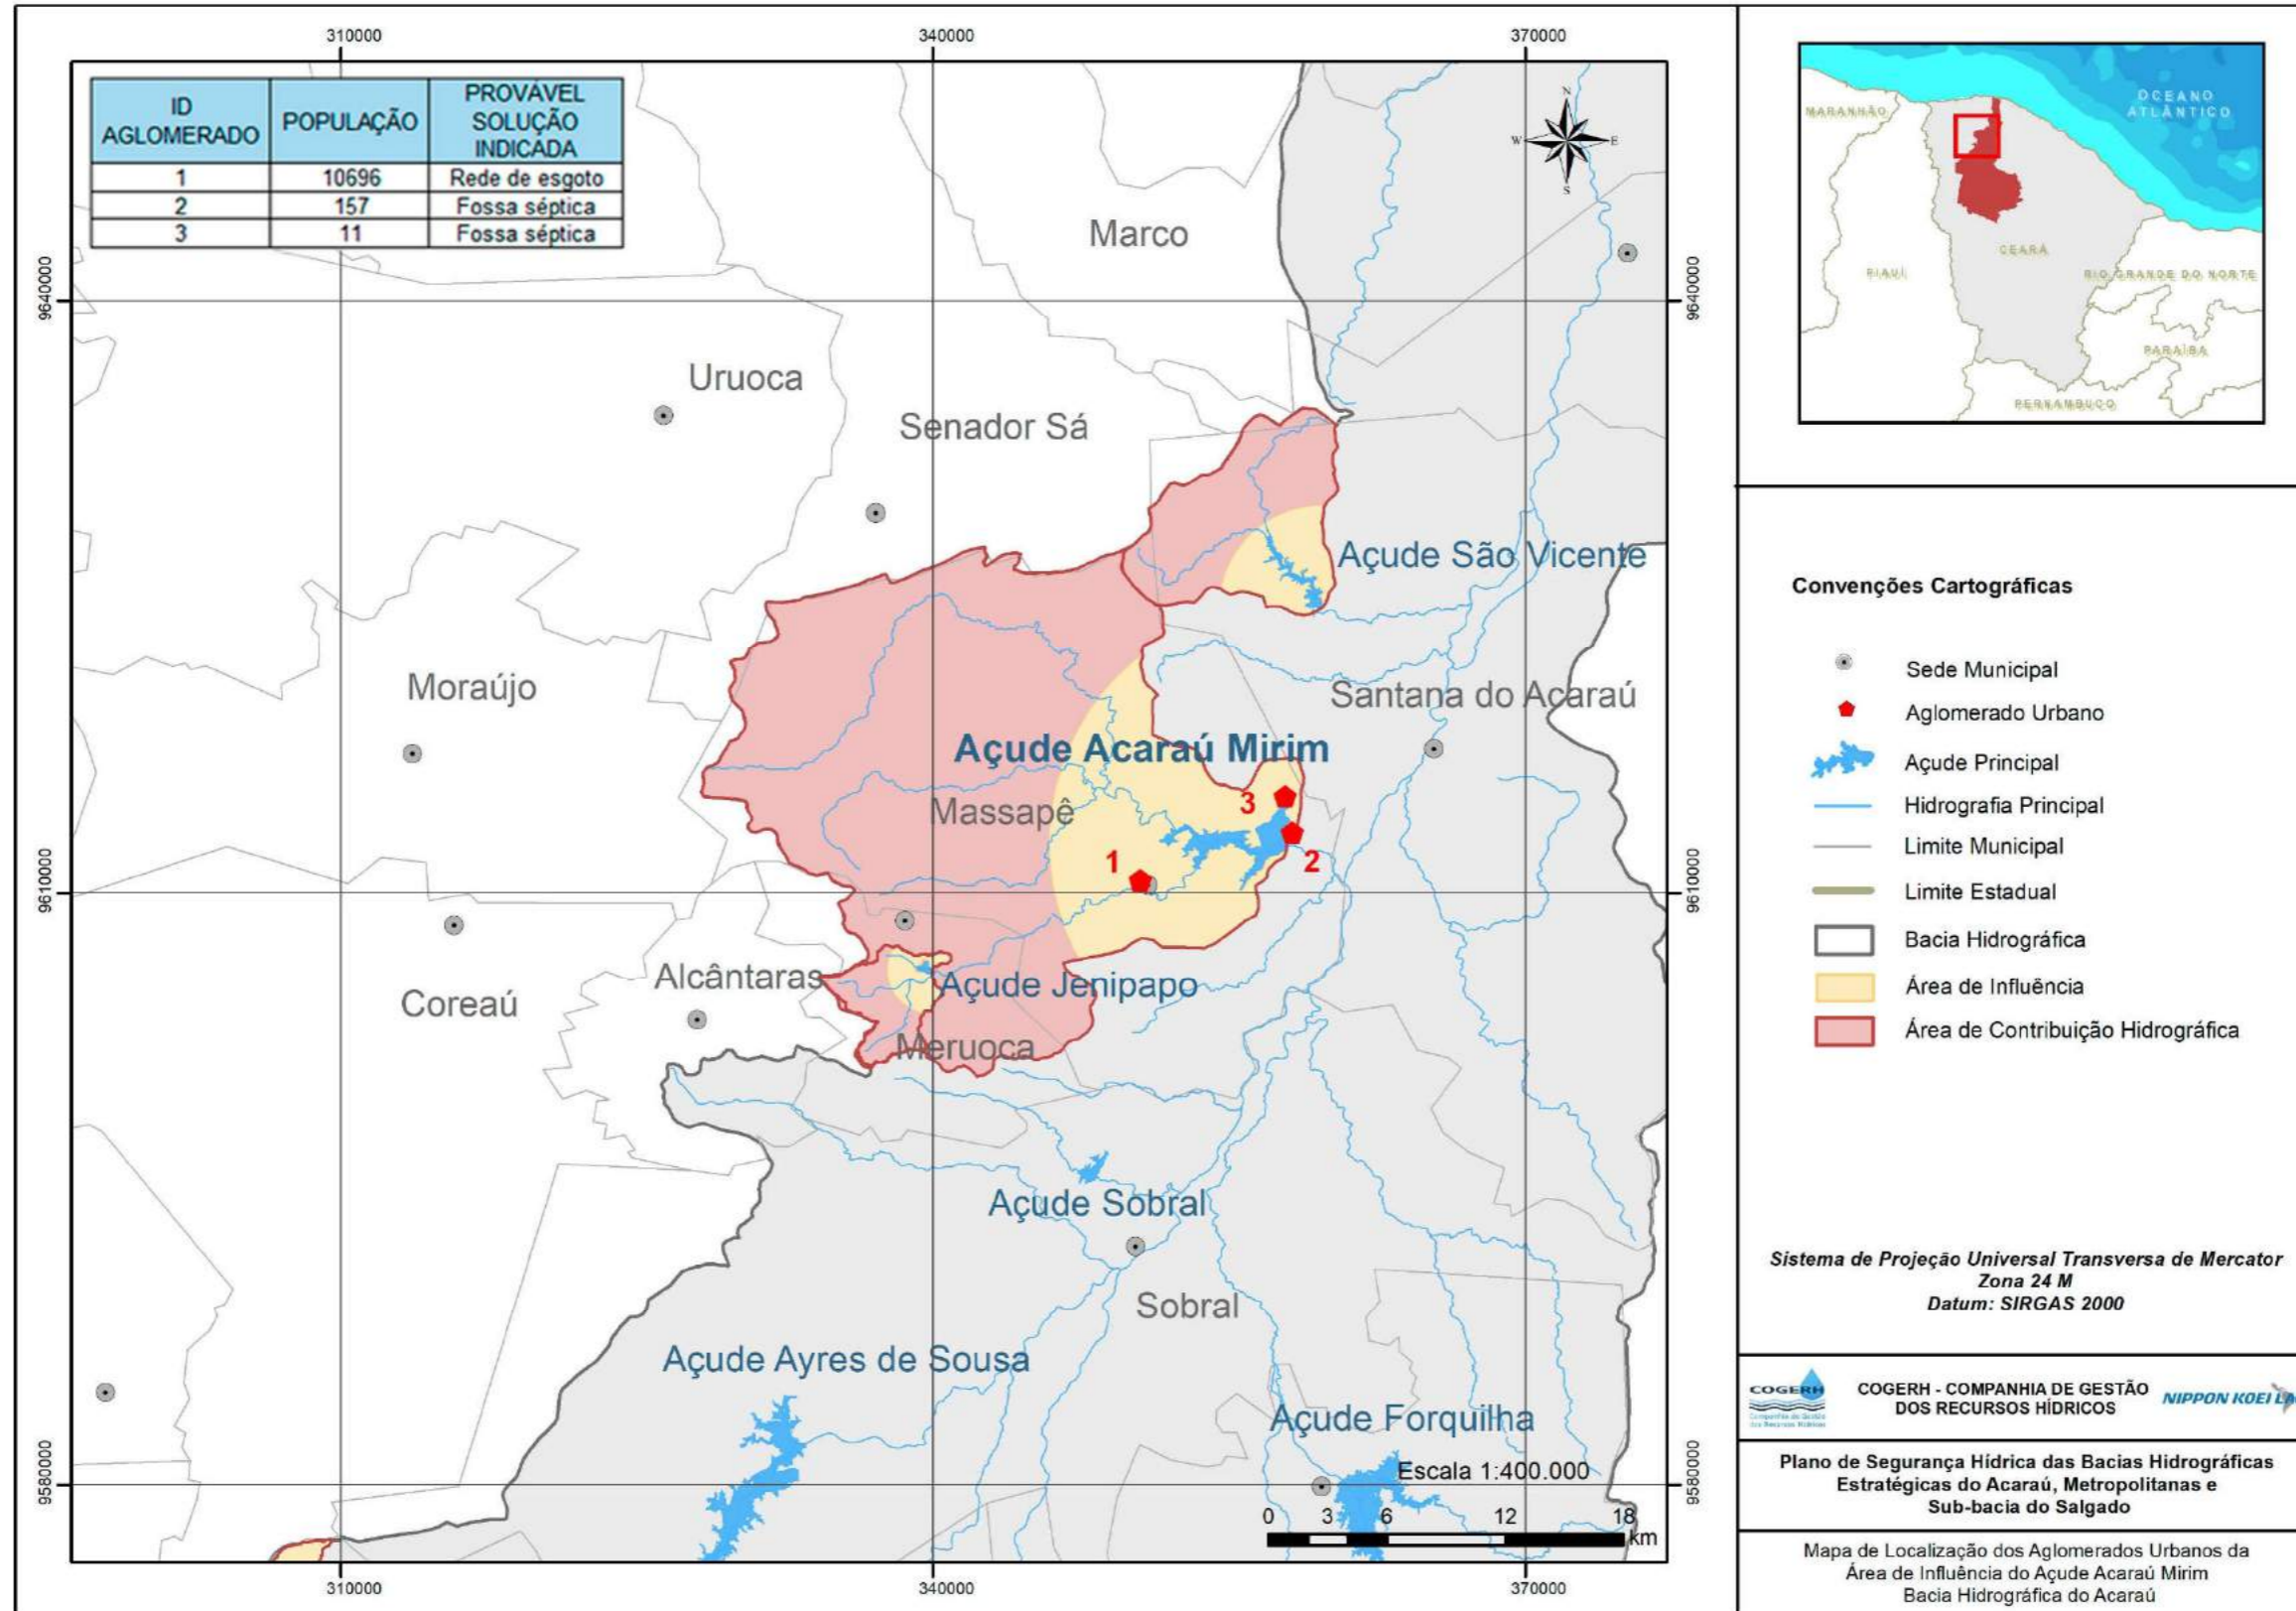 310000
340000
370000
ID AGLOMERADO | POPULAÇÃO | PROVÁVEL SOLUÇÃO INDICADA
1 | 10696 | Rede de esgoto
2 | 157 | Fossa séptica
3 | 11 | Fossa séptica
N
W
E
S
Marco
9640000
9640000
Uruoca
Senador Sá
Açude São Vicente
Moraújo
Santana do Acaraú
Açude Acaraú Mirim
Massapê
3
1
2
9610000
9610000
Alcântaras
Açude Jenipapo
Coreaú
Meruoca
Açude Sobral
Sobral
Açude Ayres de Sousa
Açude Forquilha
Escala 1:400.000
9580000
9580000
0 3 6 12 18
km
310000
340000
370000
OCEANO
ATLÂNTICO
MARANHÃO
CEARÁ
PIAUÍ
RIO GRANDE DO NORTE
PARAÍBA
PERNAMBUCO
Convenções Cartográficas
Sede Municipal
Aglomerado Urbano
Açude Principal
Hidrografia Principal
Limite Municipal
Limite Estadual
Bacia Hidrográfica
Área de Influência
Área de Contribuição Hidrográfica
Sistema de Projeção Universal Transversa de Mercator
Zona 24 M
Datum: SIRGAS 2000
COGERH
Companhia de Gestão
dos Recursos Hídricos
COGERH - COMPANHIA DE GESTÃO
DOS RECURSOS HÍDRICOS
NIPPON KOEI
Plano de Segurança Hídrica das Bacias Hidrográficas
Estratégicas do Acaraú, Metropolitanas e
Sub-bacia do Salgado
Mapa de Localização dos Aglomerados Urbanos da
Área de Influência do Açude Acaraú Mirim
Bacia Hidrográfica do Acaraú